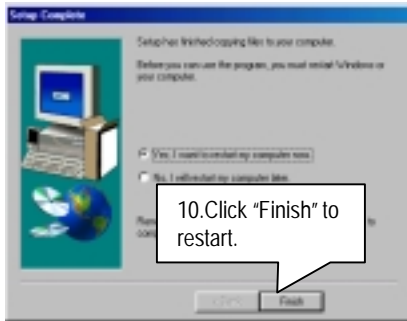 Setup Complete
Setup has finished copying files to your computer.
Before you can use the program, you must restart Windows or
your computer.
Yes, I want to restart my computer now.
No, I will restart my computer later.
10.Click “Finish” to
restart.
Finish